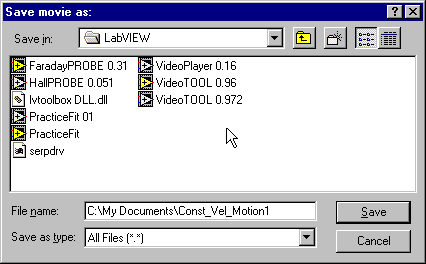 Save movie as:
Save in: LabVIEW
FaradayPROBE 0.31
HallPROBE 0.051
lvtoolbox DLL.dll
PracticeFit 01
PracticeFit
serpdrv
VideoPlayer 0.16
VideoTOOL 0.96
VideoTOOL 0.972
File name: C:\My Documents\Const_Vel_Motion1
Save
Save as type: All Files (*.*)
Cancel